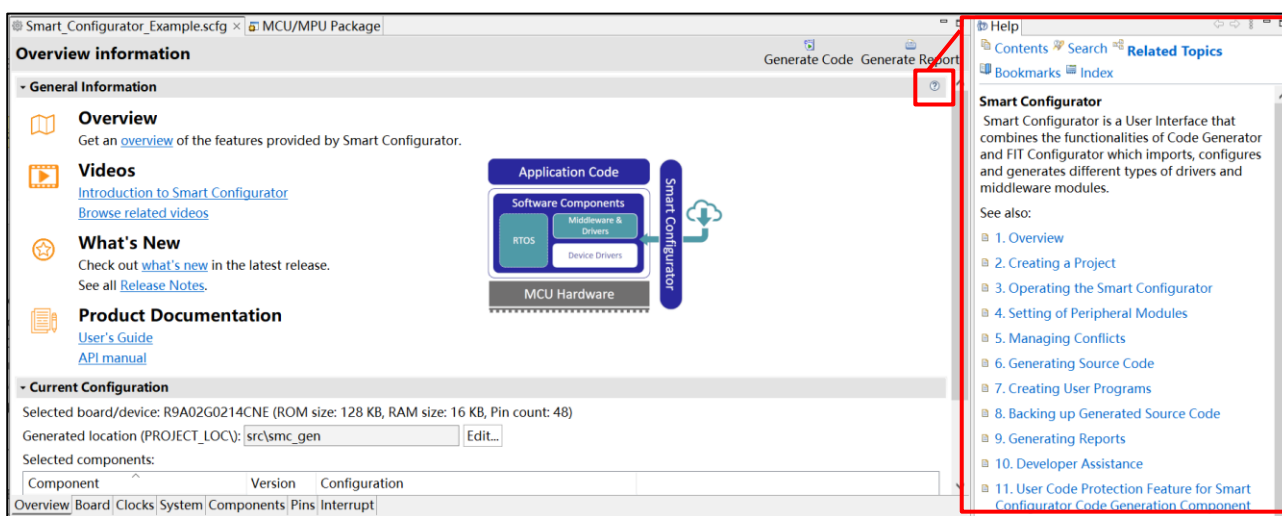 Smart_Configurator_Example.scfg × MCU/MPU Package
Overview information
Generate Code Generate Report
General Information
Overview
Get an overview of the features provided by Smart Configurator.
Videos
Introduction to Smart Configurator
Browse related videos
What's New
Check out what's new in the latest release.
See all Release Notes.
Product Documentation
User's Guide
API manual
Application Code
Software Components
RTOS
Middleware &
Drivers
Device Drivers
MCU Hardware
Smart Configurator
Current Configuration
Selected board/device: R9A02G0214CNE (ROM size: 128 KB, RAM size: 16 KB, Pin count: 48)
Generated location (PROJECT_LOC\): src\smc_gen Edit...
Selected components:
Component Version Configuration
Overview Board Clocks System Components Pins Interrupt
Help
Contents Search Related Topics
Bookmarks Index
Smart Configurator
Smart Configurator is a User Interface that
combines the functionalities of Code Generator
and FIT Configurator which imports, configures
and generates different types of drivers and
middleware modules.
See also:
1. Overview
2. Creating a Project
3. Operating the Smart Configurator
4. Setting of Peripheral Modules
5. Managing Conflicts
6. Generating Source Code
7. Creating User Programs
8. Backing up Generated Source Code
9. Generating Reports
10. Developer Assistance
11. User Code Protection Feature for Smart
Configurator Code Generation Component